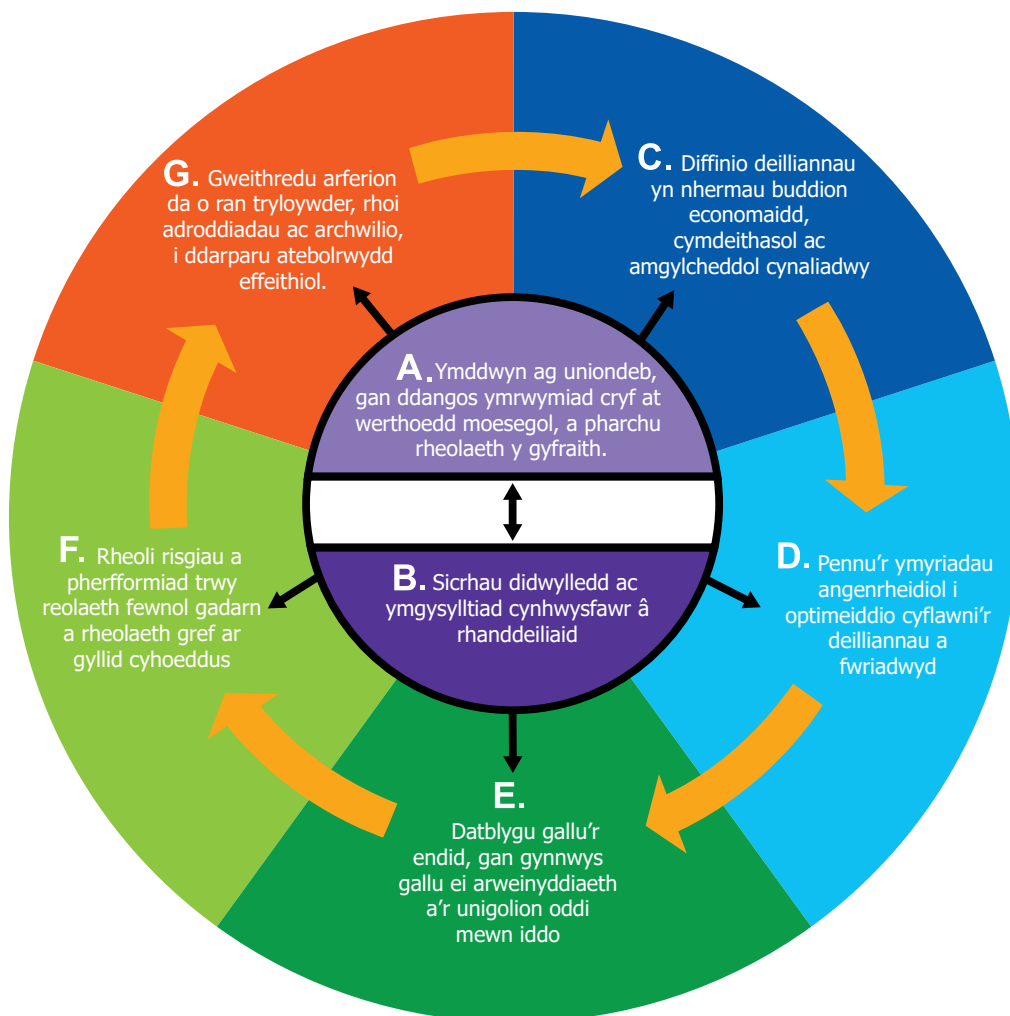 A. Ymddwyn ag uniondeb,
gan ddangos ymrwymiad cryf at
werthoedd moesegol, a pharchu
rheolaeth y gyfraith.
B. Sicrhau didwylledd ac
ymgysylltiad cynhwysfawr â
rhanddeiliaid
C. Diffinio deilliannau
yn nhermau buddion
economaidd,
cymdeithasol ac
amgylcheddol cynaliadwy
D. Pennu’r ymyriadau
angenrheidiol i
optimeiddio cyflawni’r
deilliannau a
fwriadwyd
E.
Datblygu gallu’r
endid, gan gynnwys
gallu ei arweinyddiaeth
a’r unigolion oddi
mewn iddo
F. Rheoli risgiau a
pherfformiad trwy
reolaeth fewnol gadarn
a rheolaeth gref ar
gyllid cyhoeddus
G. Gweithredu arferion
da o ran tryloywder, rhoi
adroddiadau ac archwilio,
i ddarparu atebolrwydd
effeithiol.